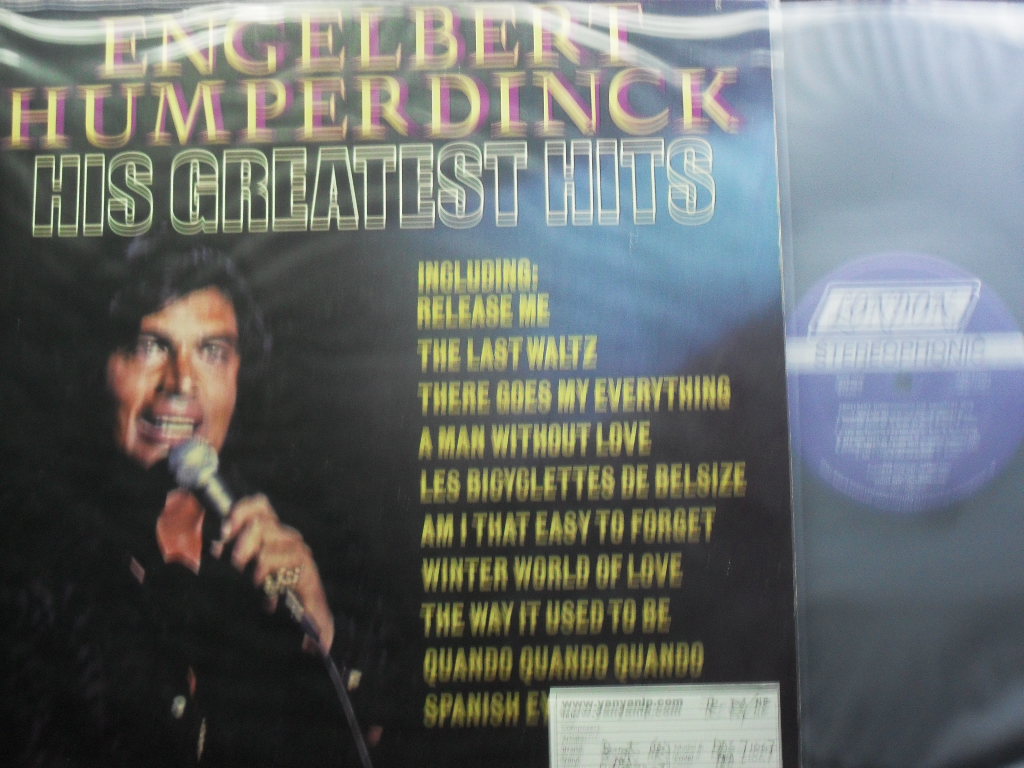 ENGELBERT
HUMPERDINCK
HIS GREATEST HITS
INCLUDING:
RELEASE ME
THE LAST WALTZ
THERE GOES MY EVERYTHING
A MAN WITHOUT LOVE
LES BICYCLETTES DE BELSIZE
AM I THAT EASY TO FORGET
WINTER WORLD OF LOVE
THE WAY IT USED TO BE
QUANDO QUANDO QUANDO
SPANISH EY
www.yenyenlp.com
LONDON
STEREOPHONIC